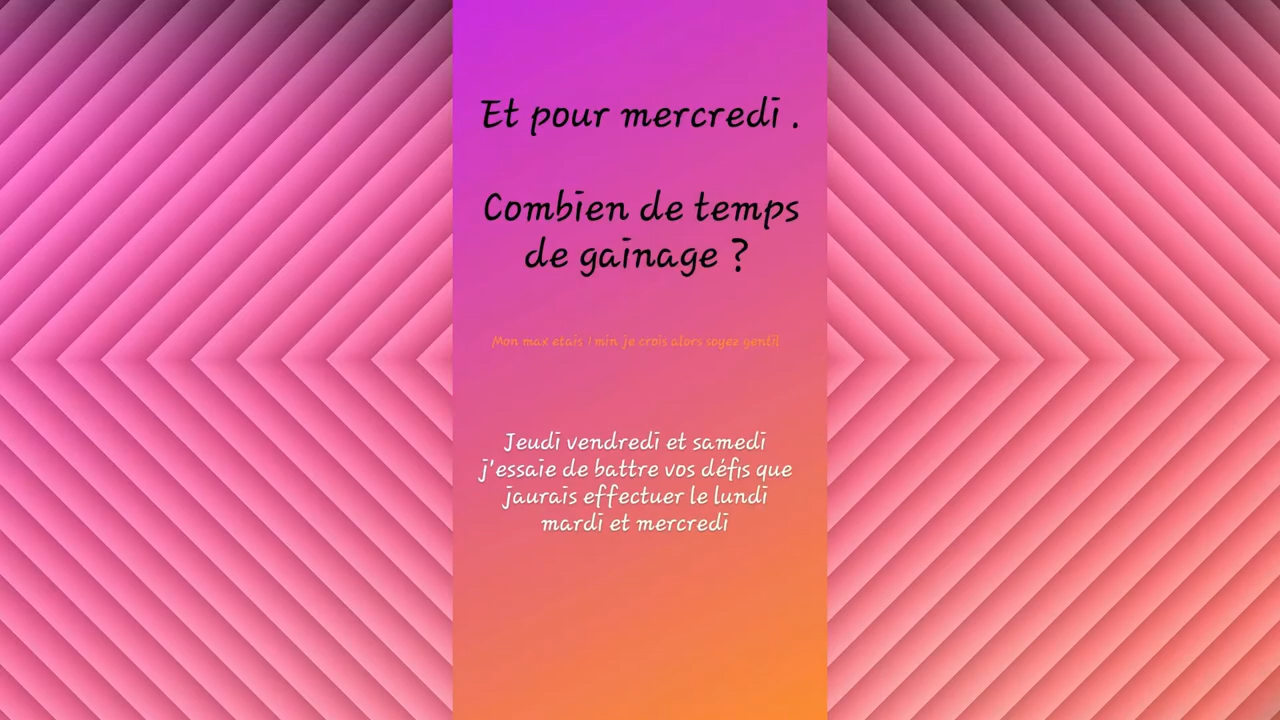 Et pour mercredi .
Combien de temps
de gainage ?
Mon max etais 1 min je crois alors soyez gentil
Jeudi vendredi et samedi
j'essaie de battre vos défis que
jaurais effectuer le lundi
mardi et mercredi